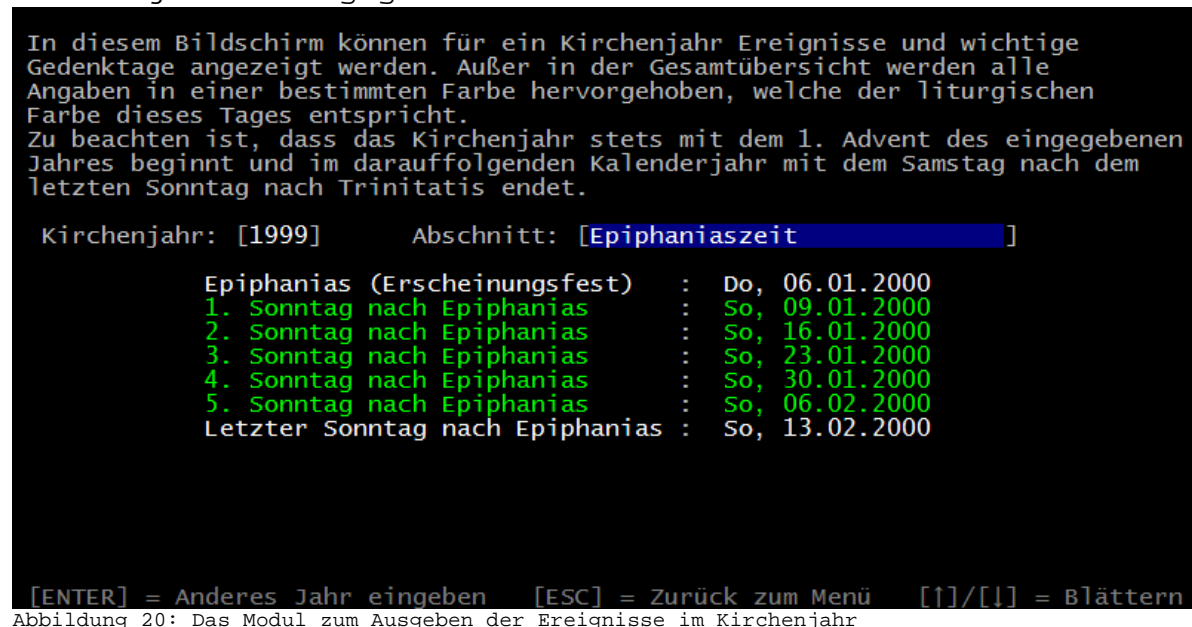 In diesem Bildschirm können für ein Kirchenjahr Ereignisse und wichtige
Gedenktage angezeigt werden. Außer in der Gesamtübersicht werden alle
Angaben in einer bestimmten Farbe hervorgehoben, welche der liturgischen
Farbe dieses Tages entspricht.
Zu beachten ist, dass das Kirchenjahr stets mit dem 1. Advent des eingegebenen
Jahres beginnt und im darauffolgenden Kalenderjahr mit dem Samstag nach dem
letzten Sonntag nach Trinitatis endet.
Kirchenjahr: [1999] Abschnitt: [Epiphaniaszeit ]
Epiphanias (Erscheinungsfest) : Do, 06.01.2000
1. Sonntag nach Epiphanias : So, 09.01.2000
2. Sonntag nach Epiphanias : So, 16.01.2000
3. Sonntag nach Epiphanias : So, 23.01.2000
4. Sonntag nach Epiphanias : So, 30.01.2000
5. Sonntag nach Epiphanias : So, 06.02.2000
Letzter Sonntag nach Epiphanias : So, 13.02.2000
[ENTER] = Anderes Jahr eingeben [ESC] = Zurück zum Menü [↑]/[↓] = Blättern
Abbildung 20: Das Modul zum Ausgeben der Ereignisse im Kirchenjahr